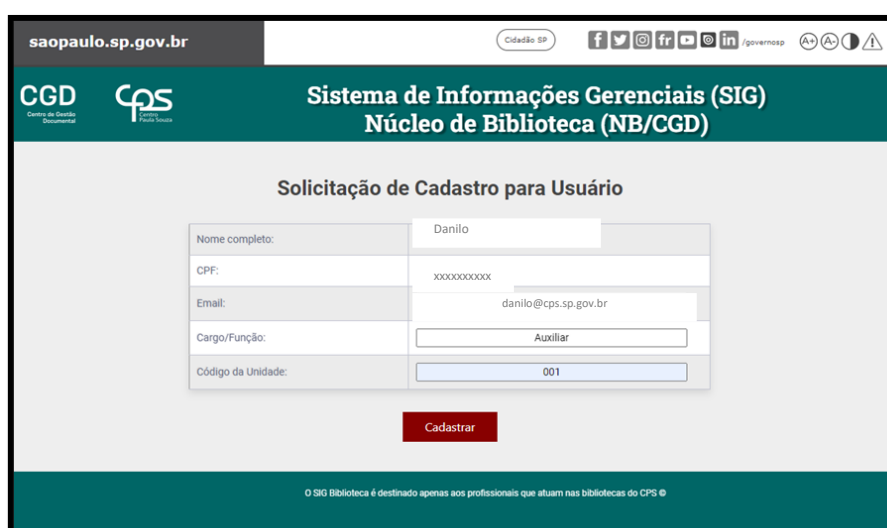 saopaulo.sp.gov.br
Cidadão SP
/governosp
A+ A-
CGD
Centro de Gestão
Documental
CPS
Centro
Paula Souza
Sistema de Informações Gerenciais (SIG)
Núcleo de Biblioteca (NB/CGD)
Solicitação de Cadastro para Usuário
Nome completo: Danilo
CPF: xxxxxxxxxx
Email: danilo@cps.sp.gov.br
Cargo/Função: Auxiliar
Código da Unidade: 001
Cadastrar
O SIG Biblioteca é destinado apenas aos profissionais que atuam nas bibliotecas do CPS ©